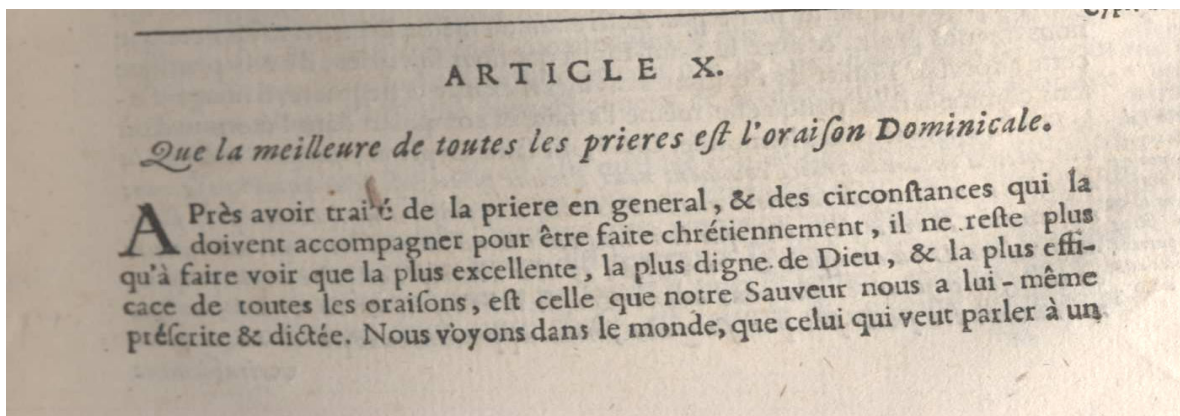 ARTICLE X.
Que la meilleure de toutes les prieres eſt l'oraiſon Dominicale.
APrès avoir traité de la priere en general, & des circonſtances qui la
doivent accompagner pour être faite chrétiennement, il ne reſte plus
qu'à faire voir que la plus excellente, la plus digne de Dieu, & la plus effi-
cace de toutes les oraiſons, eſt celle que notre Sauveur nous a lui-même
préſcrite & dictée. Nous voyons dans le monde, que celui qui veut parler à un